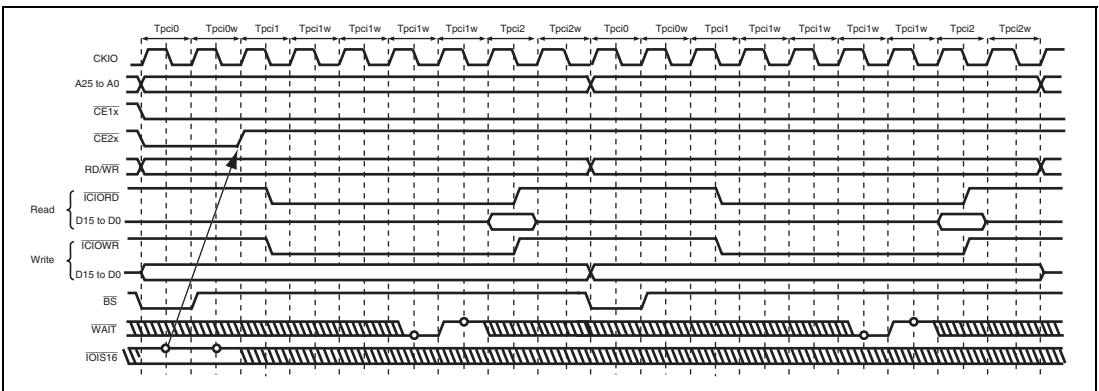 Tpci0 Tpci0w Tpci1 Tpci1w Tpci1w Tpci1w Tpci1w Tpci2 Tpci2w Tpci0 Tpci0w Tpci1 Tpci1w Tpci1w Tpci1w Tpci1w Tpci2 Tpci2w
CKIO
A25 to A0
CE1x
CE2x
RD/WR
Read
ICIORD
D15 to D0
Write
ICIOWR
D15 to D0
BS
WAIT
IOIS16